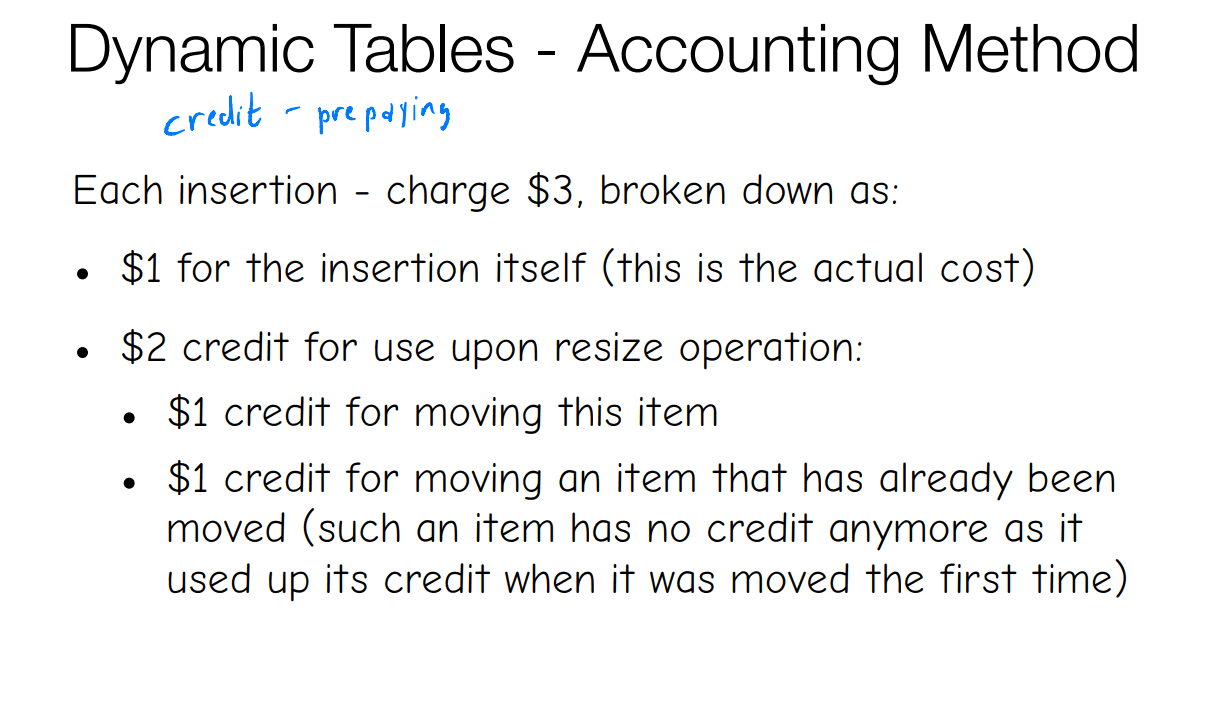 Dynamic Tables - Accounting Method
credit - prepaying
Each insertion - charge $3, broken down as:
• $1 for the insertion itself (this is the actual cost)
• $2 credit for use upon resize operation:
• $1 credit for moving this item
• $1 credit for moving an item that has already been
moved (such an item has no credit anymore as it
used up its credit when it was moved the first time)